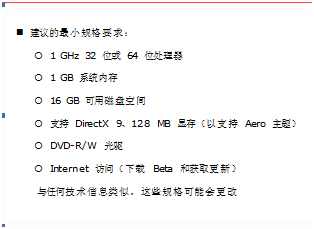 ■ 建议的最小规格要求：
○ 1 GHz 32 位或 64 位处理器
○ 1 GB 系统内存
○ 16 GB 可用磁盘空间
○ 支持 DirectX 9、128 MB 显存（以支持 Aero 主题）
○ DVD-R/W 光驱
○ Internet 访问（下载 Beta 和获取更新）
与任何技术信息类似，这些规格可能会更改